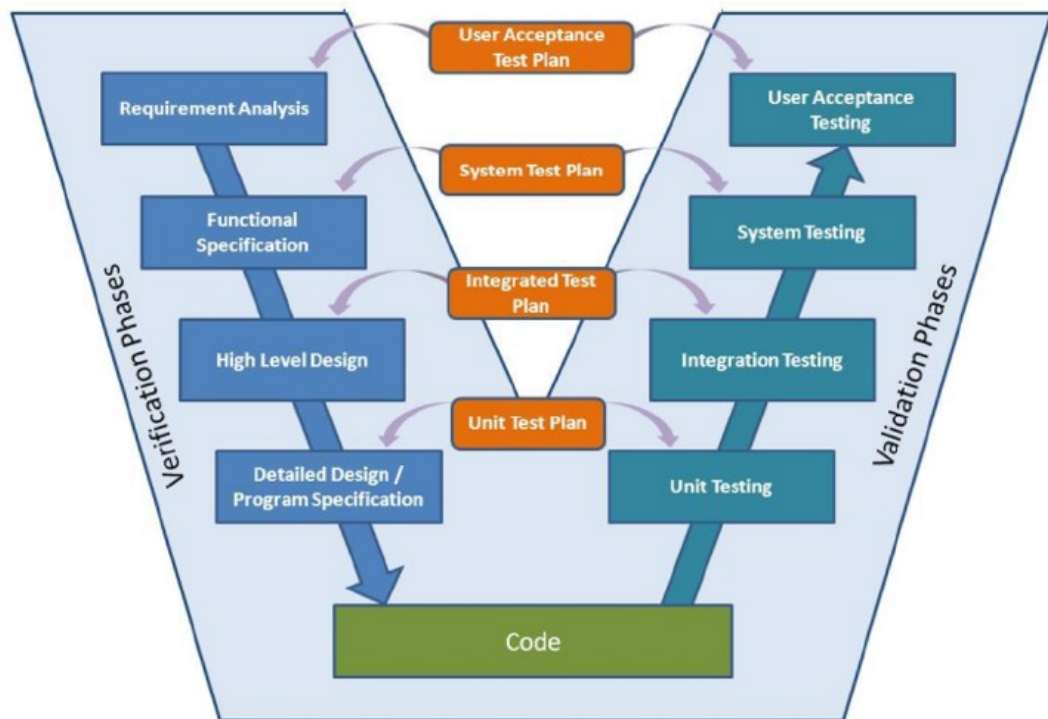 User Acceptance
Test Plan
Requirement Analysis
User Acceptance
Testing
System Test Plan
Functional
Specification
System Testing
Integrated Test
Plan
High Level Design
Integration Testing
Unit Test Plan
Detailed Design /
Program Specification
Unit Testing
Code
Verification Phases
Validation Phases